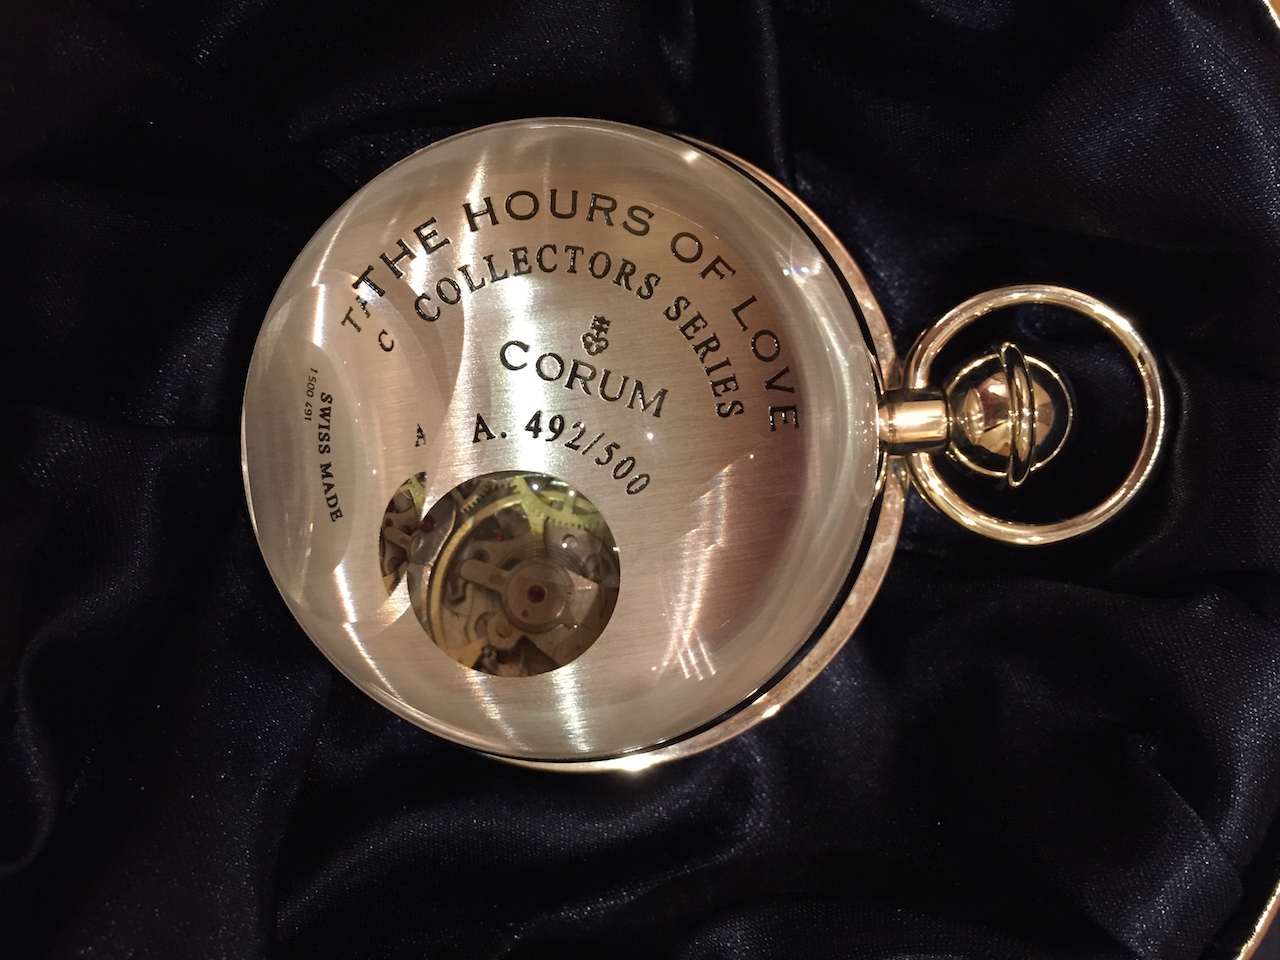 THE HOURS OF LOVE
COLLECTORS SERIES
CORUM
A. 492/500
SWISS MADE
1 500 491